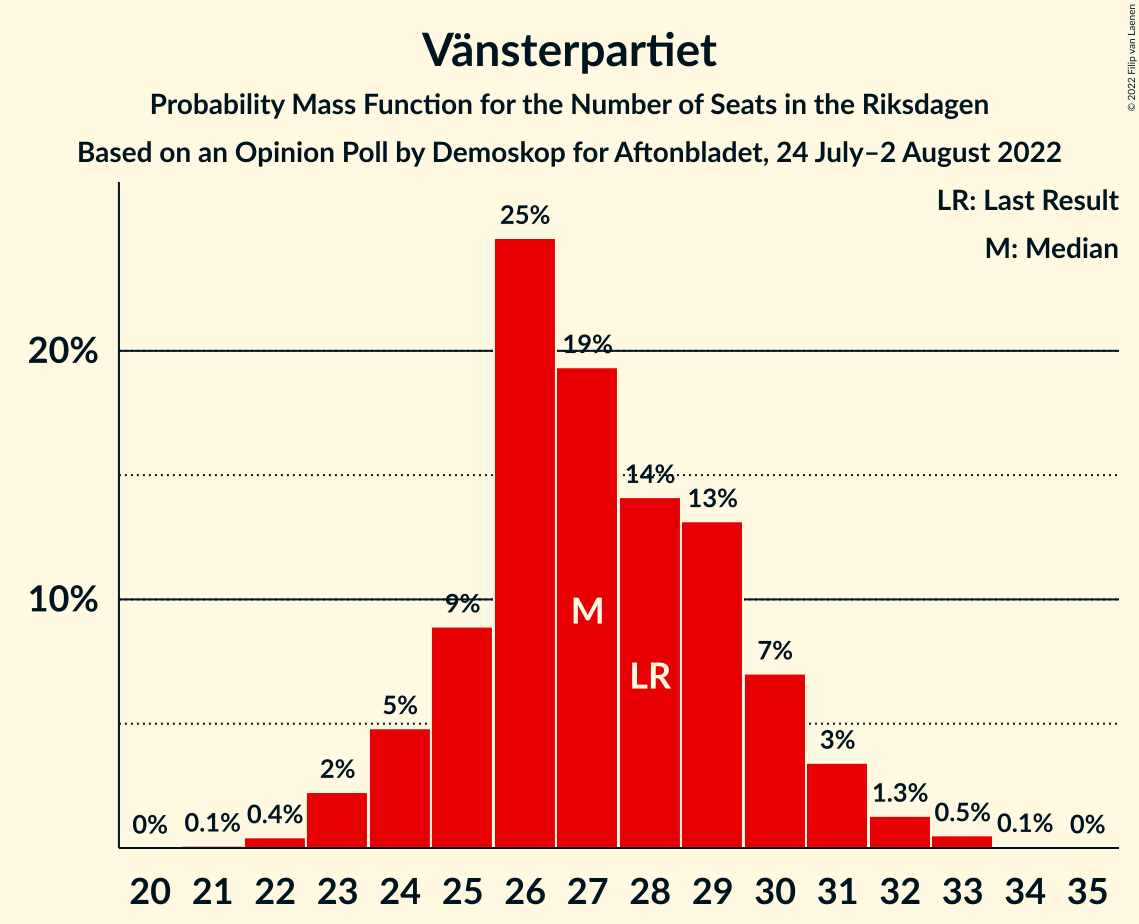 Vänsterpartiet
Probability Mass Function for the Number of Seats in the Riksdagen
Based on an Opinion Poll by Demoskop for Aftonbladet, 24 July–2 August 2022
© 2022 Filip van Laenen
LR: Last Result
M: Median
20%
10%
0%
0.1%
0.4%
2%
5%
9%
25%
19%
14%
13%
7%
3%
1.3%
0.5%
0.1%
0%
M
LR
20 21 22 23 24 25 26 27 28 29 30 31 32 33 34 35